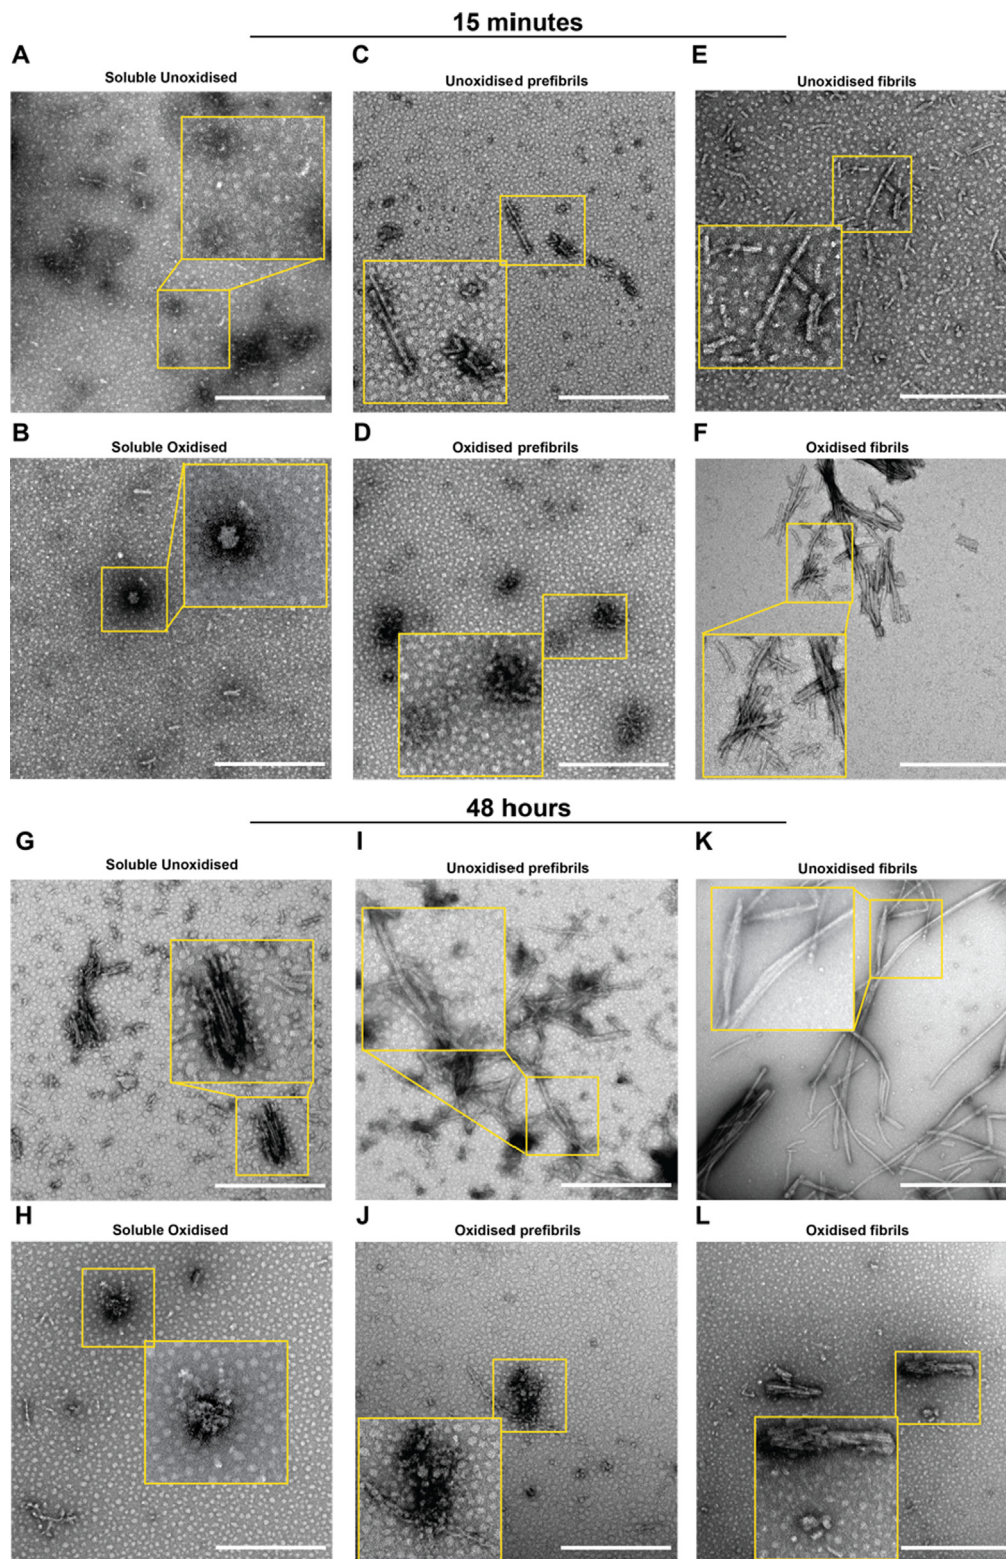 15 minutes
A
Soluble Unoxidised
C
Unoxidised prefibrils
E
Unoxidised fibrils
B
Soluble Oxidised
D
Oxidised prefibrils
F
Oxidised fibrils
48 hours
G
Soluble Unoxidised
I
Unoxidised prefibrils
K
Unoxidised fibrils
H
Soluble Oxidised
J
Oxidised prefibrils
L
Oxidised fibrils